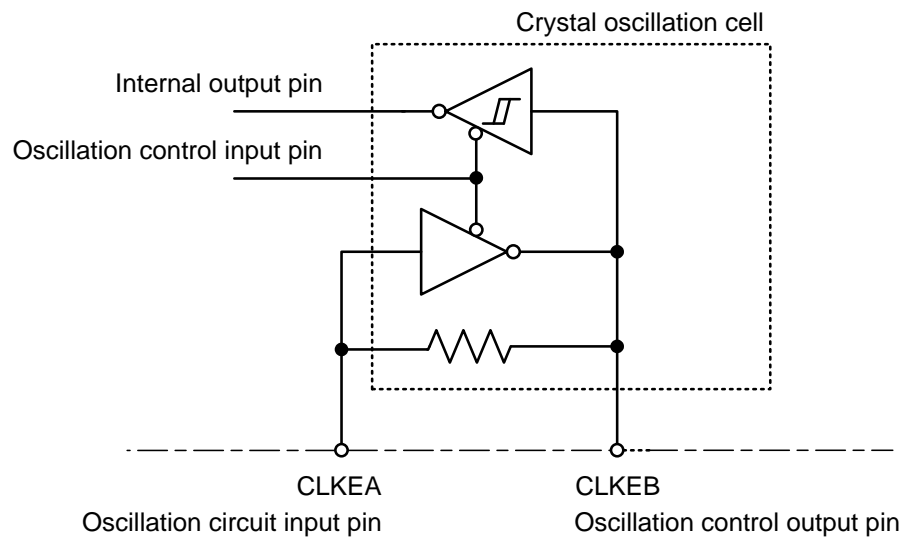 Crystal oscillation cell
Internal output pin
Oscillation control input pin
CLKEA
Oscillation circuit input pin
CLKEB
Oscillation control output pin